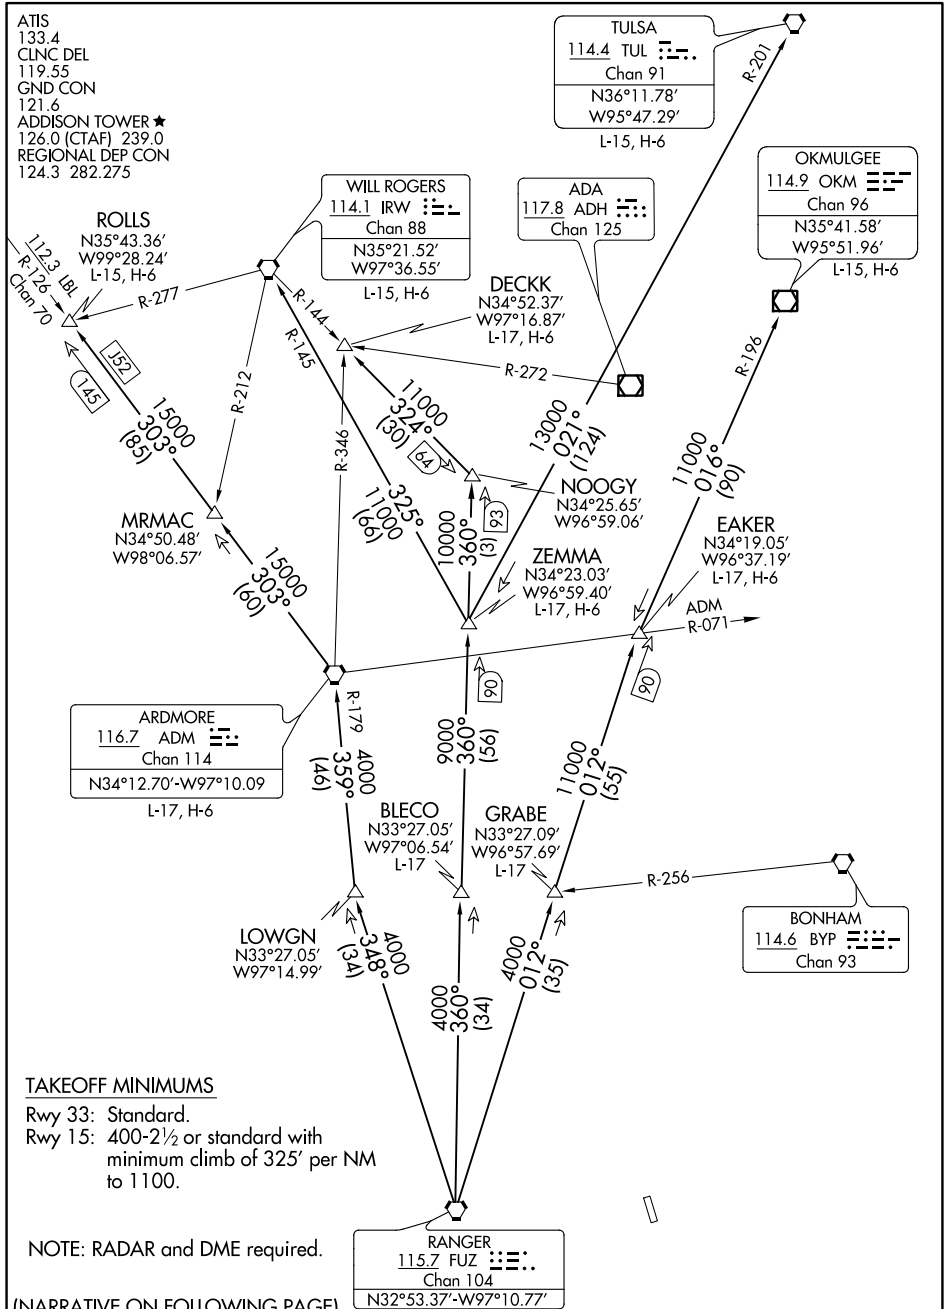 ATIS
133.4
CLNC DEL
119.55
GND CON
121.6
ADDISON TOWER ★
126.0 (CTAF) 239.0
REGIONAL DEP CON
124.3 282.275
TULSA
114.4 TUL
Chan 91
N36°11.78'
W95°47.29'
L-15, H-6
R-201
OKMULGEE
114.9 OKM
Chan 96
N35°41.58'
W95°51.96'
L-15, H-6
WILL ROGERS
114.1 IRW
Chan 88
N35°21.52'
W97°36.55'
L-15, H-6
ADA
117.8 ADH
Chan 125
ROLLS
N35°43.36'
W99°28.24'
L-15, H-6
112.3 LBL
R-126
Chan 70
R-277
R-144
R-145
DECKK
N34°52.37'
W97°16.87'
L-17, H-6
R-272
R-196
J52
145
R-212
R-346
15000
303°
(85)
11000
324°
(30)
64
13000
021°
(124)
11000
016°
(90)
325°
11000
(66)
10000
360°
(3)
93
NOOGY
N34°25.65'
W96°59.06'
MRMAC
N34°50.48'
W98°06.57'
ZEMMA
N34°23.03'
W96°59.40'
L-17, H-6
EAKER
N34°19.05'
W96°37.19'
L-17, H-6
15000
303°
(60)
ADM
R-071
90
90
ARDMORE
116.7 ADM
Chan 114
N34°12.70'-W97°10.09
L-17, H-6
R-179
4000
359°
(46)
9000
360°
(56)
11000
012°
(55)
BLECO
N33°27.05'
W97°06.54'
L-17
GRABE
N33°27.09'
W96°57.69'
L-17
R-256
BONHAM
114.6 BYP
Chan 93
LOWGN
N33°27.05'
W97°14.99'
4000
348°
(34)
4000
360°
(34)
4000
012°
(35)
TAKEOFF MINIMUMS
Rwy 33: Standard.
Rwy 15: 400-2½ or standard with
minimum climb of 325' per NM
to 1100.
NOTE: RADAR and DME required.
RANGER
115.7 FUZ
Chan 104
N32°53.37'-W97°10.77'
(NARRATIVE ON FOLLOWING PAGE)